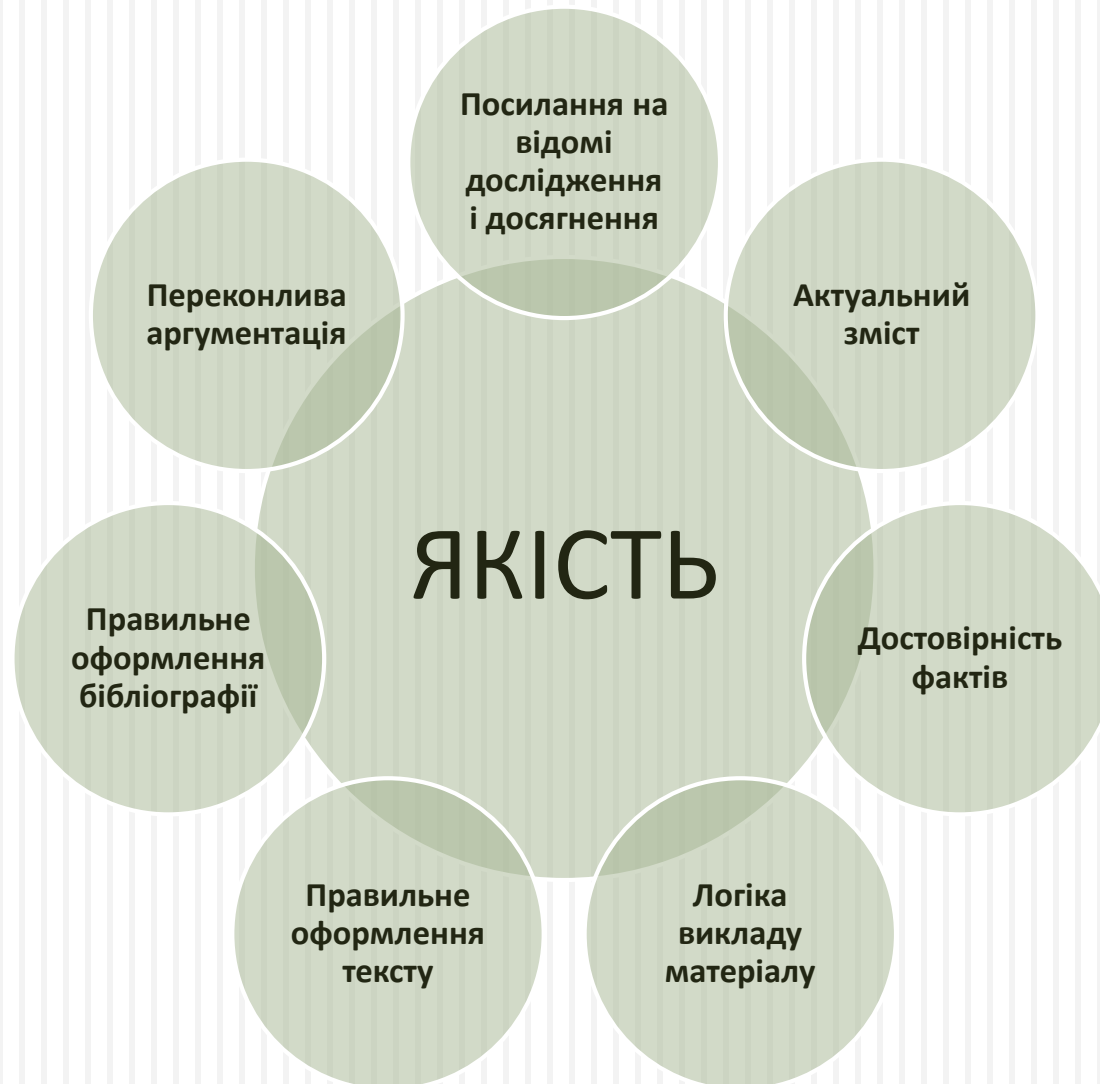 Посилання на
відомі
дослідження
і досягнення
Актуальний
зміст
Достовірність
фактів
Логіка
викладу
матеріалу
Правильне
оформлення
тексту
Правильне
оформлення
бібліографії
Переконлива
аргументація
ЯКІСТЬ